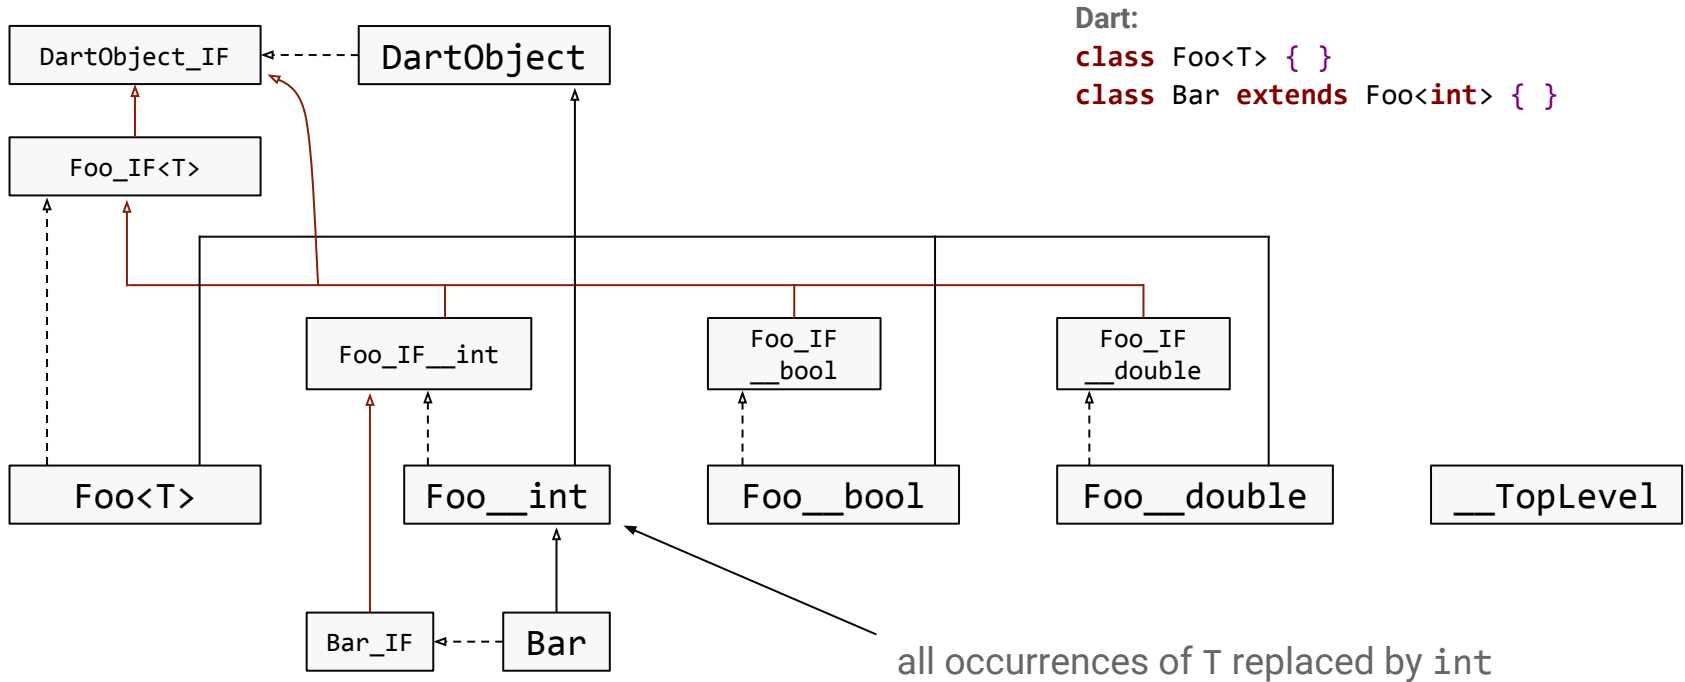 Dart:
class Foo<T> { }
class Bar extends Foo<int> { }
DartObject_IF
DartObject
Foo_IF<T>
Foo_IF__int
Foo_IF
__bool
Foo_IF
__double
Foo<T>
Foo__int
Foo__bool
Foo__double
__TopLevel
Bar_IF
Bar
all occurrences of T replaced by int